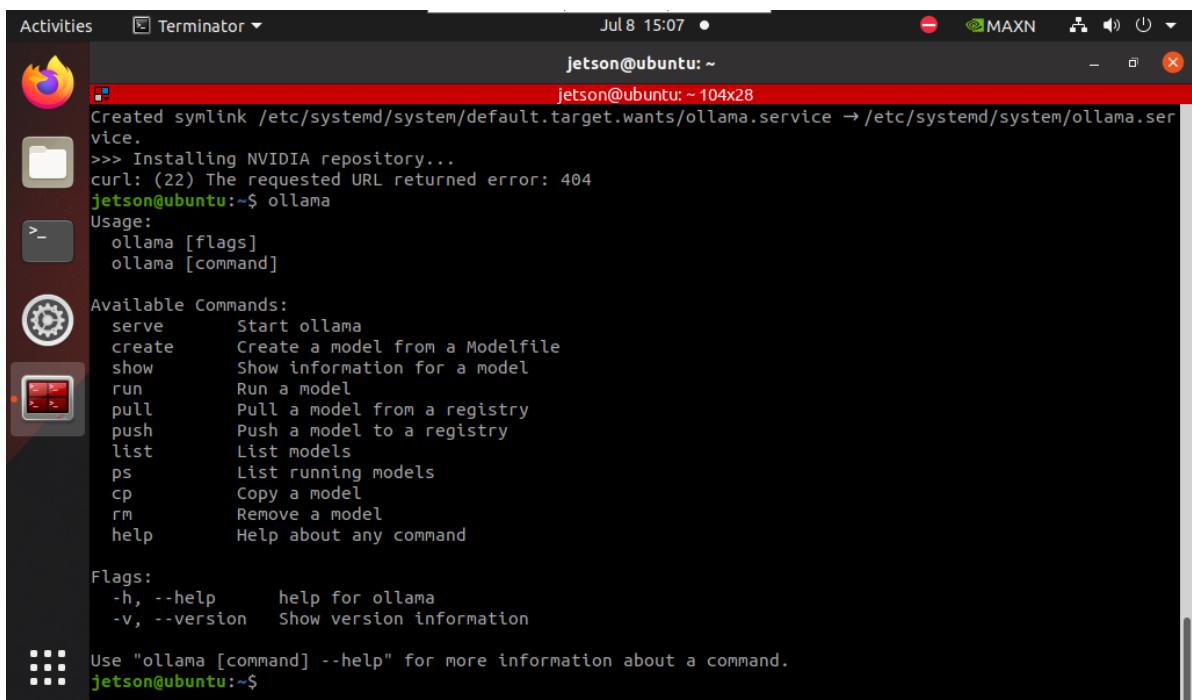 Activities
Terminator
Jul 8 15:07
MAXN
jetson@ubuntu: ~
jetson@ubuntu: ~ 104x28
Created symlink /etc/systemd/system/default.target.wants/ollama.service → /etc/systemd/system/ollama.ser
vice.
>>> Installing NVIDIA repository...
curl: (22) The requested URL returned error: 404
jetson@ubuntu:~$ ollama
Usage:
  ollama [flags]
  ollama [command]

Available Commands:
  serve       Start ollama
  create      Create a model from a Modelfile
  show        Show information for a model
  run         Run a model
  pull        Pull a model from a registry
  push        Push a model to a registry
  list        List models
  ps          List running models
  cp          Copy a model
  rm          Remove a model
  help        Help about any command

Flags:
  -h, --help      help for ollama
  -v, --version   Show version information

Use "ollama [command] --help" for more information about a command.
jetson@ubuntu:~$